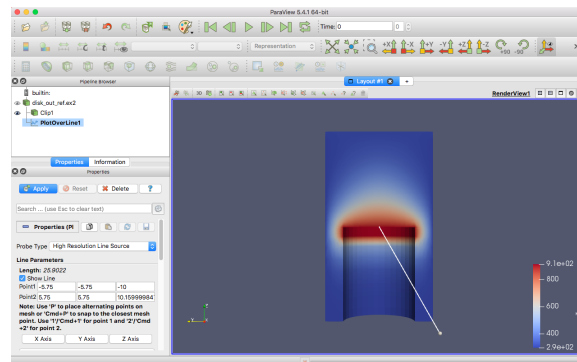 ParaView 5.4.1 64-bit
Time: 0
0
Representation
+X
-X
+Y
-Y
+Z
-Z
+90
-90
Pipeline Browser
builtin:
disk_out_ref.ex2
Clip1
PlotOverLine1
Properties Information
Properties
Apply Reset Delete ?
Search ... (use Esc to clear text)
Properties (Pl
Probe Type High Resolution Line Source
Line Parameters
Length: 25.9022
Show Line
Point1 -5.75 -5.75 -10
Point2 5.75 5.75 10.15999984
Note: Use 'P' to place alternating points on
mesh or 'Cmd+P' to snap to the closest mesh
point. Use '1'/'Cmd+1' for point 1 and '2'/'Cmd
+2' for point 2.
X Axis Y Axis Z Axis
Layout #1 +
3D
RenderView1
9.1e+02
800
600
400
2.9e+02